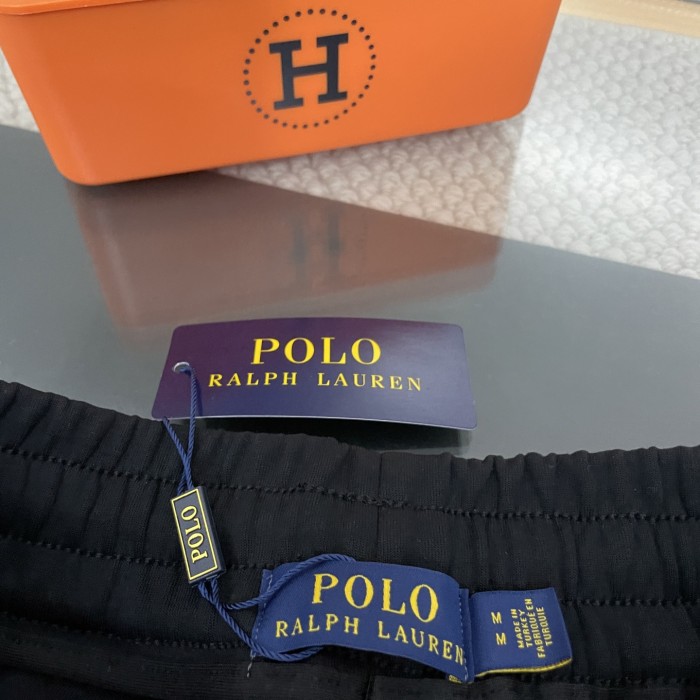 H
POLO
RALPH LAUREN
POLO
POLO
RALPH LAUREN
M
M
MADE IN
TURKEY
FABRIQUÉ EN
TURQUIE